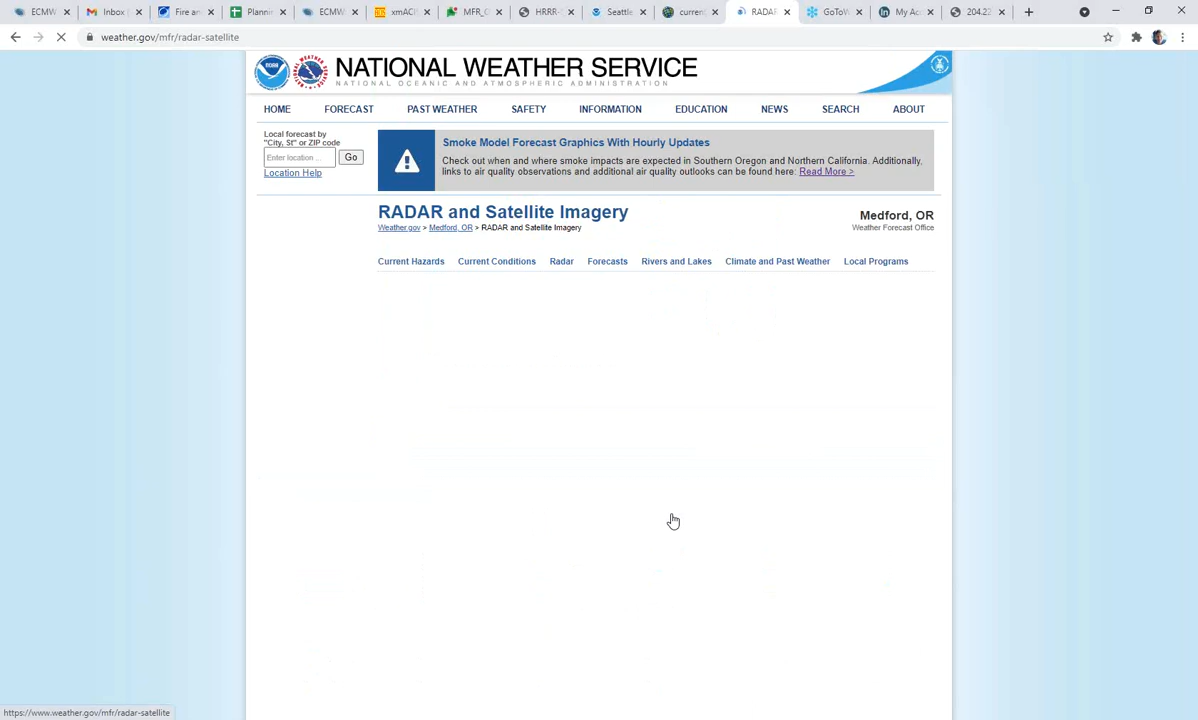 ECMW
Inbox
Fire an
Plannin
ECMW
xmACI
MFR_G
HRRR-
Seattle
current
RADAR
GoToW
My Ac
204.22
weather.gov/mfr/radar-satellite
NATIONAL WEATHER SERVICE
NATIONAL OCEANIC AND ATMOSPHERIC ADMINISTRATION
HOME FORECAST PAST WEATHER SAFETY INFORMATION EDUCATION NEWS SEARCH ABOUT
Local forecast by
"City, St" or ZIP code
Enter location ...
Go
Location Help
Smoke Model Forecast Graphics With Hourly Updates
Check out when and where smoke impacts are expected in Southern Oregon and Northern California. Additionally,
links to air quality observations and additional air quality outlooks can be found here: Read More >
RADAR and Satellite Imagery
Weather.gov > Medford, OR > RADAR and Satellite Imagery
Medford, OR
Weather Forecast Office
Current Hazards Current Conditions Radar Forecasts Rivers and Lakes Climate and Past Weather Local Programs
https://www.weather.gov/mfr/radar-satellite